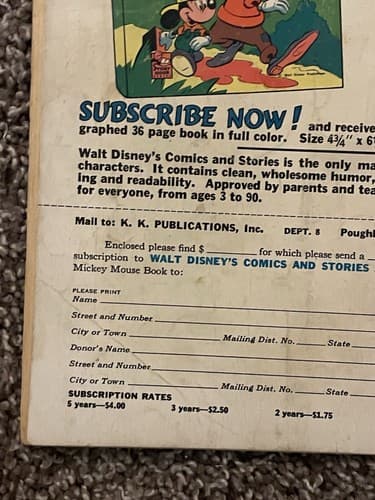 SUBSCRIBE NOW! and receive
graphed 36 page book in full color. Size 4¾" x 6
Walt Disney's Comics and Stories is the only ma
characters. It contains clean, wholesome humor,
ing and readability. Approved by parents and tea
for everyone, from ages 3 to 90.
Mail to: K. K. PUBLICATIONS, Inc. DEPT. 8 Pough
Enclosed please find $ for which please send a
subscription to WALT DISNEY'S COMICS AND STORIES
Mickey Mouse Book to:
PLEASE PRINT
Name
Street and Number
City or Town Mailing Dist. No. State
Donor's Name
Street and Number
City or Town Mailing Dist. No. State
SUBSCRIPTION RATES
5 years—$4.00 3 years—$2.50 2 years—$1.75